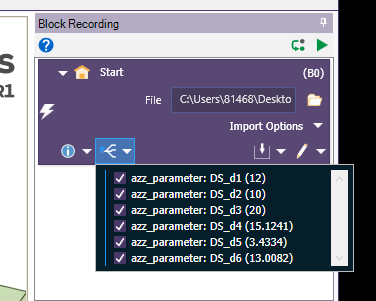 Block Recording
S
R1
Start (B0)
File C:\Users\81468\Deskto
Import Options
azz_parameter: DS_d1 (12)
azz_parameter: DS_d2 (10)
azz_parameter: DS_d3 (20)
azz_parameter: DS_d4 (15.1241)
azz_parameter: DS_d5 (3.4334)
azz_parameter: DS_d6 (13.0082)